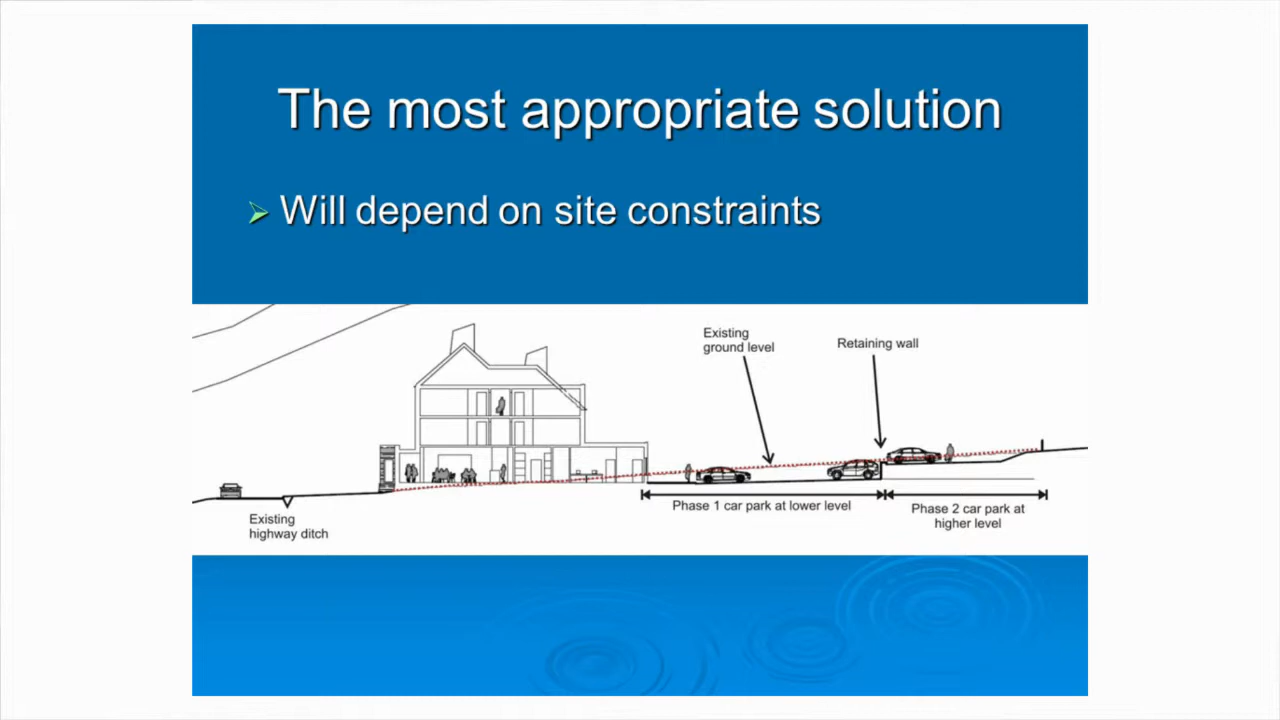 The most appropriate solution
Will depend on site constraints
Existing
ground level
Retaining wall
Phase 1 car park at lower level
Phase 2 car park at
higher level
Existing
highway ditch